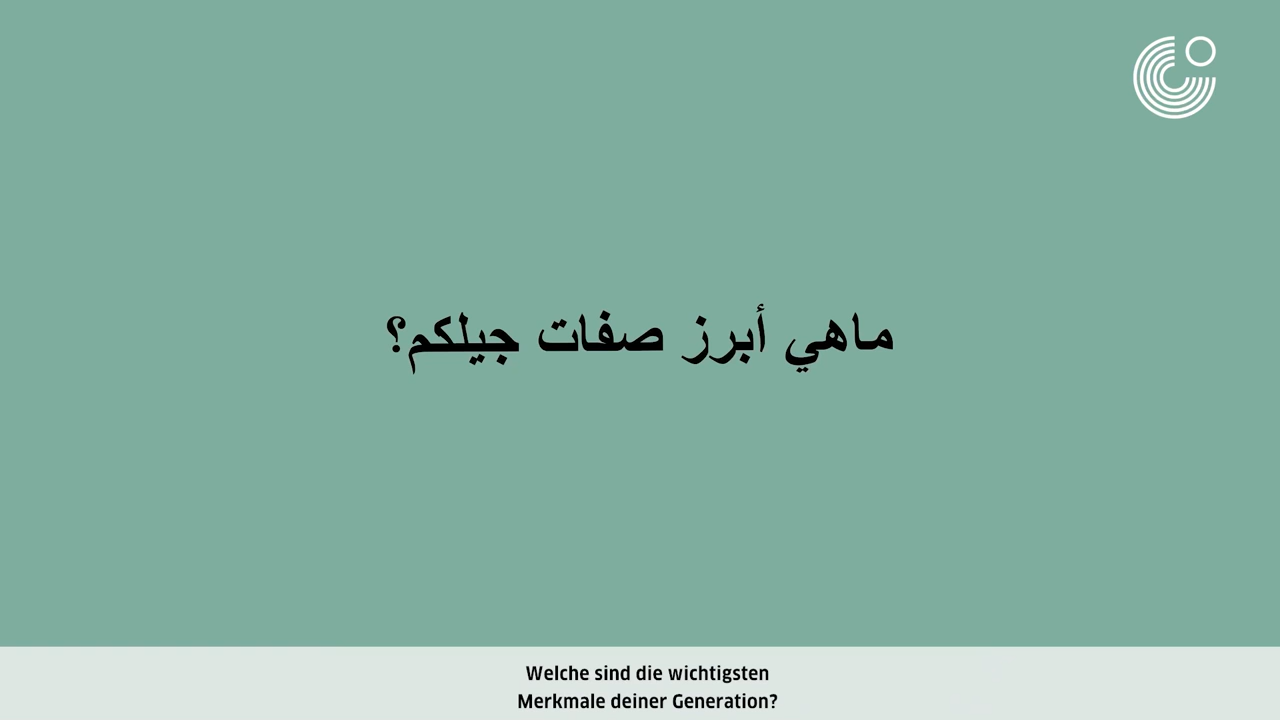 ماهي أبرز صفات جيلكم؟
Welche sind die wichtigsten
Merkmale deiner Generation?